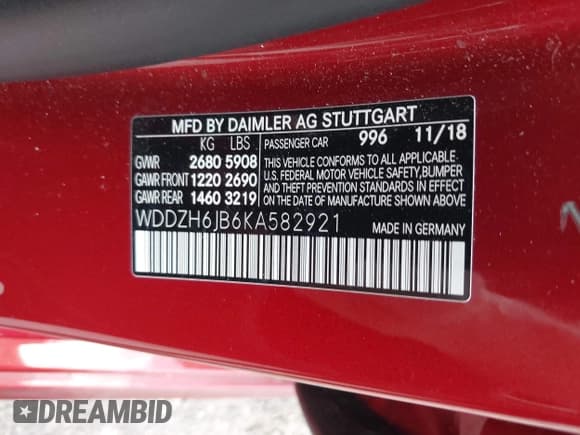 MFD BY DAIMLER AG STUTTGART
KG LBS PASSENGER CAR 996 11/18
GVWR 2680 5908
GAWR FRONT 1220 2690
GAWR REAR 1460 3219
THIS VEHICLE CONFORMS TO ALL APPLICABLE
U.S. FEDERAL MOTOR VEHICLE SAFETY,BUMPER
AND THEFT PREVENTION STANDARDS IN EFFECT
ON THE DATE OF MANUFACTURE SHOWN ABOVE.
WDDZH6JB6KA582921
MADE IN GERMANY
DREAMBID